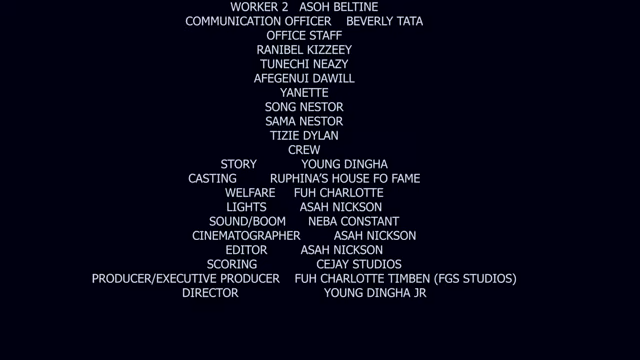 WORKER 2 ASOH BELTINE
COMMUNICATION OFFICER BEVERLY TATA
OFFICE STAFF
RANIBEL KIZZEEY
TUNECHI NEAZY
AFEGENUI DAWILL
YANETTE
SONG NESTOR
SAMA NESTOR
TIZIE DYLAN
CREW
STORY YOUNG DINGHA
CASTING RUPHINA'S HOUSE FO FAME
WELFARE FUH CHARLOTTE
LIGHTS ASAH NICKSON
SOUND/BOOM NEBA CONSTANT
CINEMATOGRAPHER ASAH NICKSON
EDITOR ASAH NICKSON
SCORING CEJAY STUDIOS
PRODUCER/EXECUTIVE PRODUCER FUH CHARLOTTE TIMBEN (FGS STUDIOS)
DIRECTOR YOUNG DINGHA JR